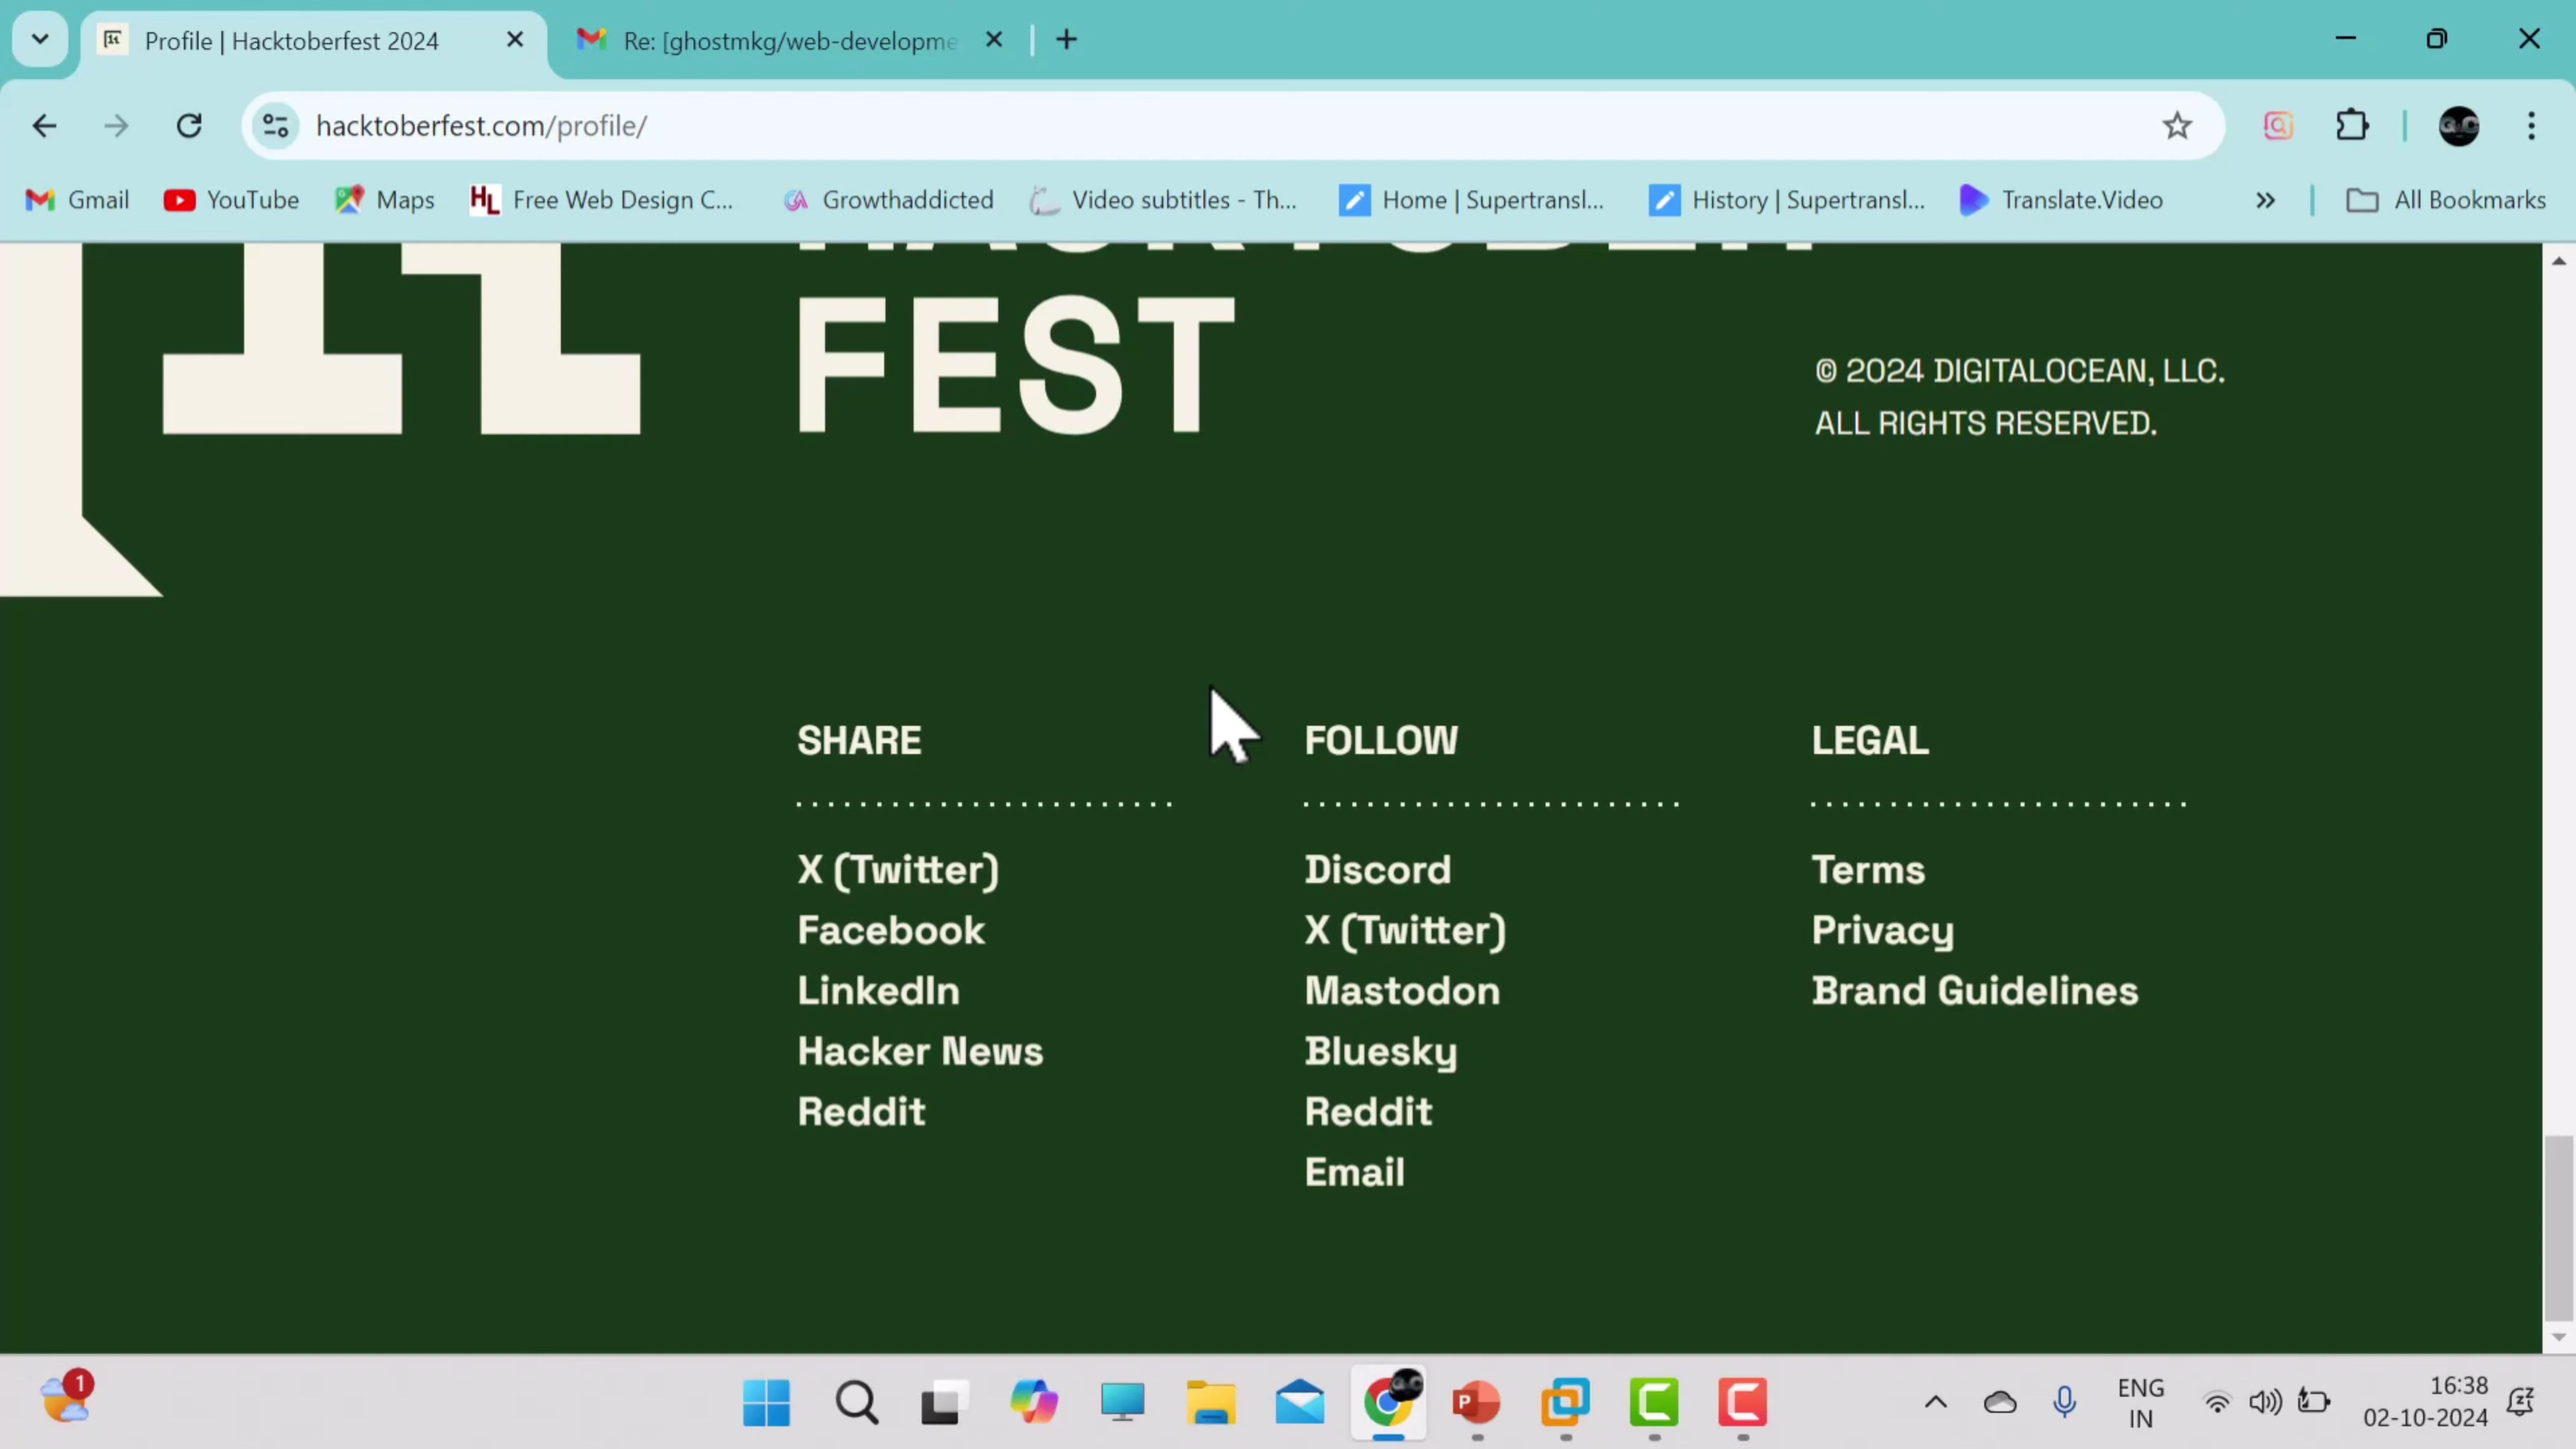 Profile | Hacktoberfest 2024
Re: [ghostmkg/web-developme
hacktoberfest.com/profile/
Gmail
YouTube
Maps
HL
Free Web Design C...
Growthaddicted
Video subtitles - Th...
Home | Supertransl...
History | Supertransl...
Translate.Video
All Bookmarks
FEST
© 2024 DIGITALOCEAN, LLC.
ALL RIGHTS RESERVED.
SHARE
X (Twitter)
Facebook
LinkedIn
Hacker News
Reddit
FOLLOW
Discord
X (Twitter)
Mastodon
Bluesky
Reddit
Email
LEGAL
Terms
Privacy
Brand Guidelines
1
ENG
IN
16:38
02-10-2024